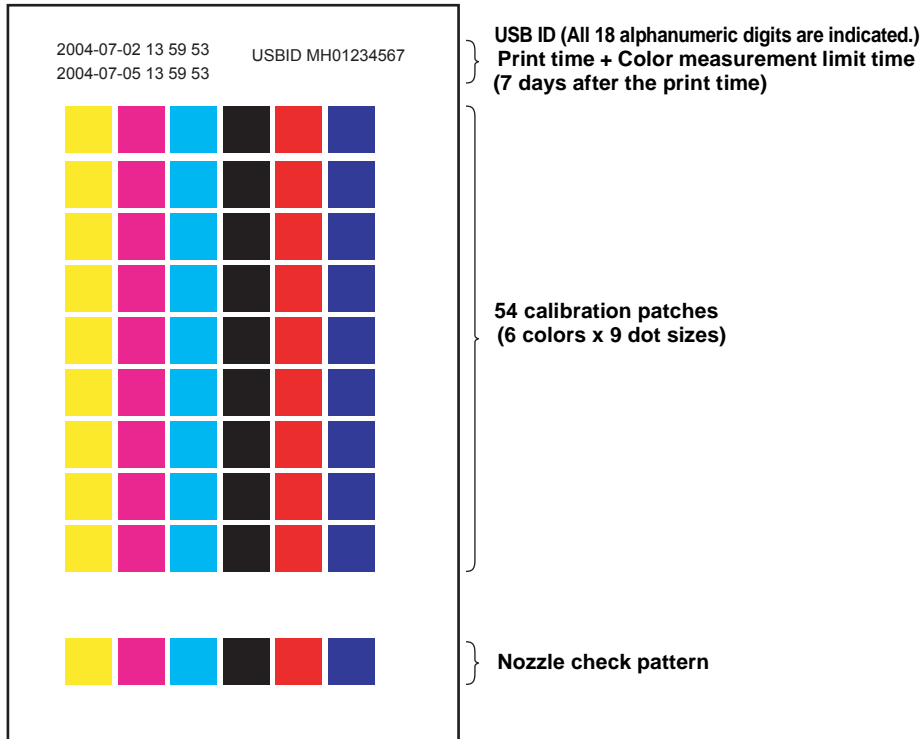 2004-07-02 13 59 53
2004-07-05 13 59 53
USBID MH01234567
USB ID (All 18 alphanumeric digits are indicated.)
Print time + Color measurement limit time
(7 days after the print time)
54 calibration patches
(6 colors x 9 dot sizes)
Nozzle check pattern